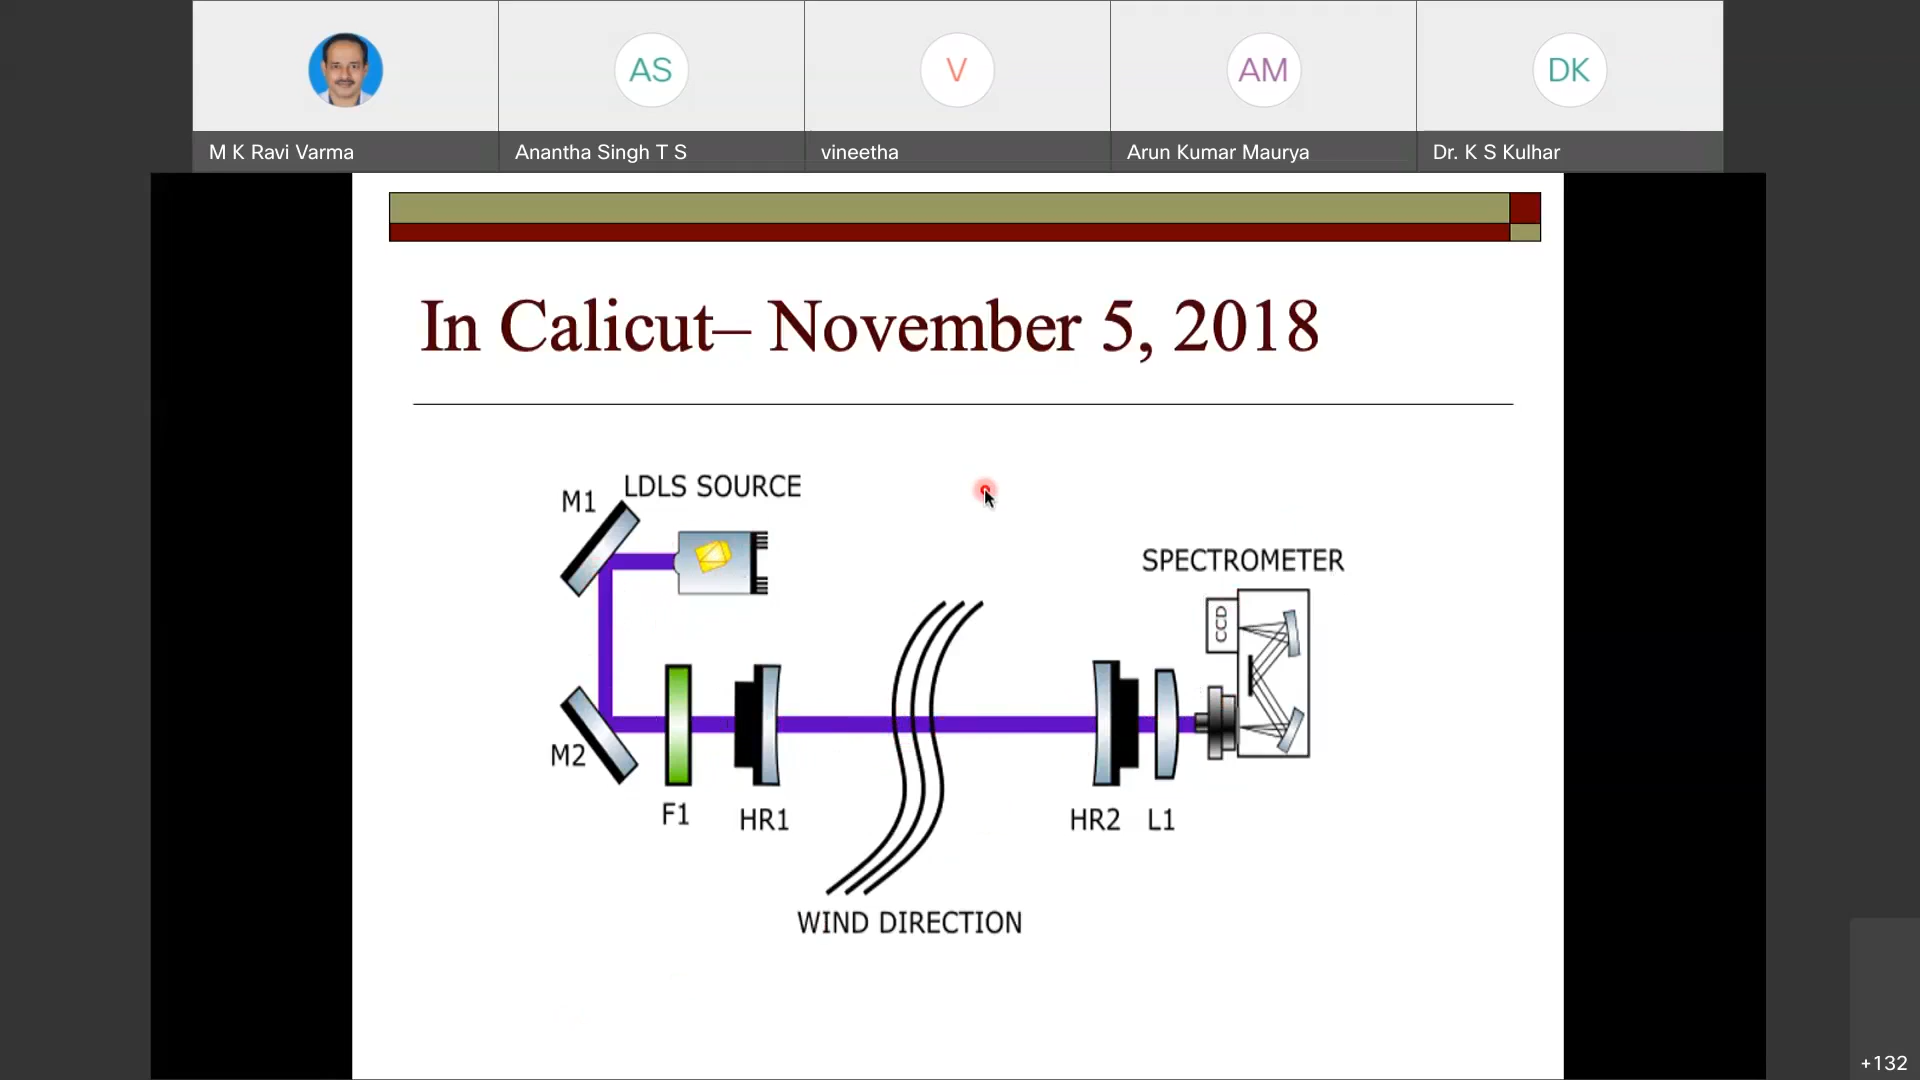 AS
V
AM
DK
M K Ravi Varma
Anantha Singh T S
vineetha
Arun Kumar Maurya
Dr. K S Kulhar
In Calicut– November 5, 2018
LDLS SOURCE
M1
SPECTROMETER
CCD
M2
F1
HR1
HR2
L1
WIND DIRECTION
+132